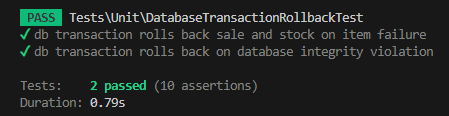 PASS Tests\Unit\DatabaseTransactionRollbackTest
✓ db transaction rolls back sale and stock on item failure
✓ db transaction rolls back on database integrity violation
Tests: 2 passed (10 assertions)
Duration: 0.79s